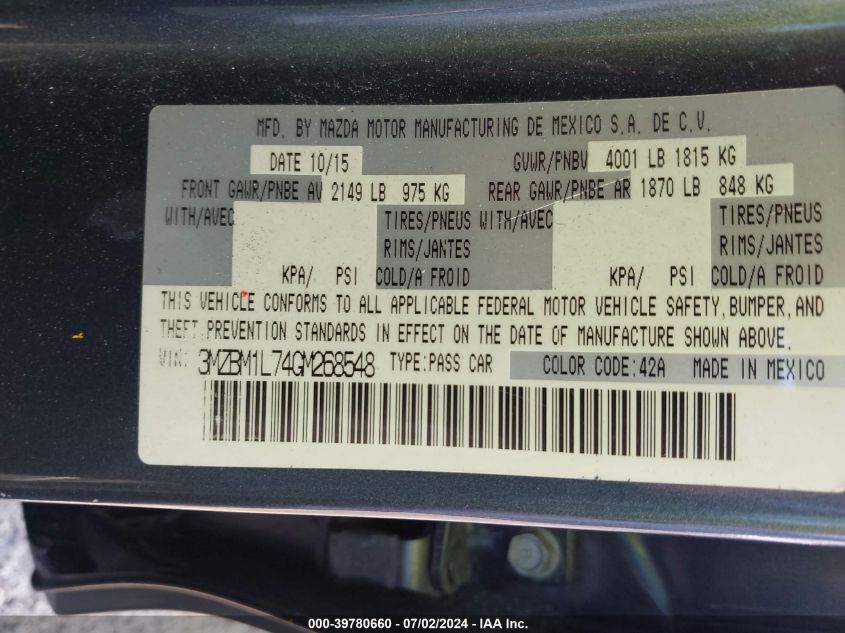 MFD. BY MAZDA MOTOR MANUFACTURING DE MEXICO S.A. DE C.V.
DATE 10/15 GVWR/PNBV 4001 LB 1815 KG
FRONT GAWR/PNBE AV 2149 LB 975 KG REAR GAWR/PNBE AR 1870 LB 848 KG
WITH/AVEC TIRES/PNEUS WITH/AVEC TIRES/PNEUS
RIMS/JANTES RIMS/JANTES
KPA/ PSI COLD/A FROID KPA/ PSI COLD/A FROID
THIS VEHICLE CONFORMS TO ALL APPLICABLE FEDERAL MOTOR VEHICLE SAFETY, BUMPER, AND
THEFT PREVENTION STANDARDS IN EFFECT ON THE DATE OF MANUFACTURE SHOWN ABOVE.
VIN: 3MZBM1L74GM268548 TYPE:PASS CAR COLOR CODE:42A MADE IN MEXICO
000-39780660 - 07/02/2024 - IAA Inc.